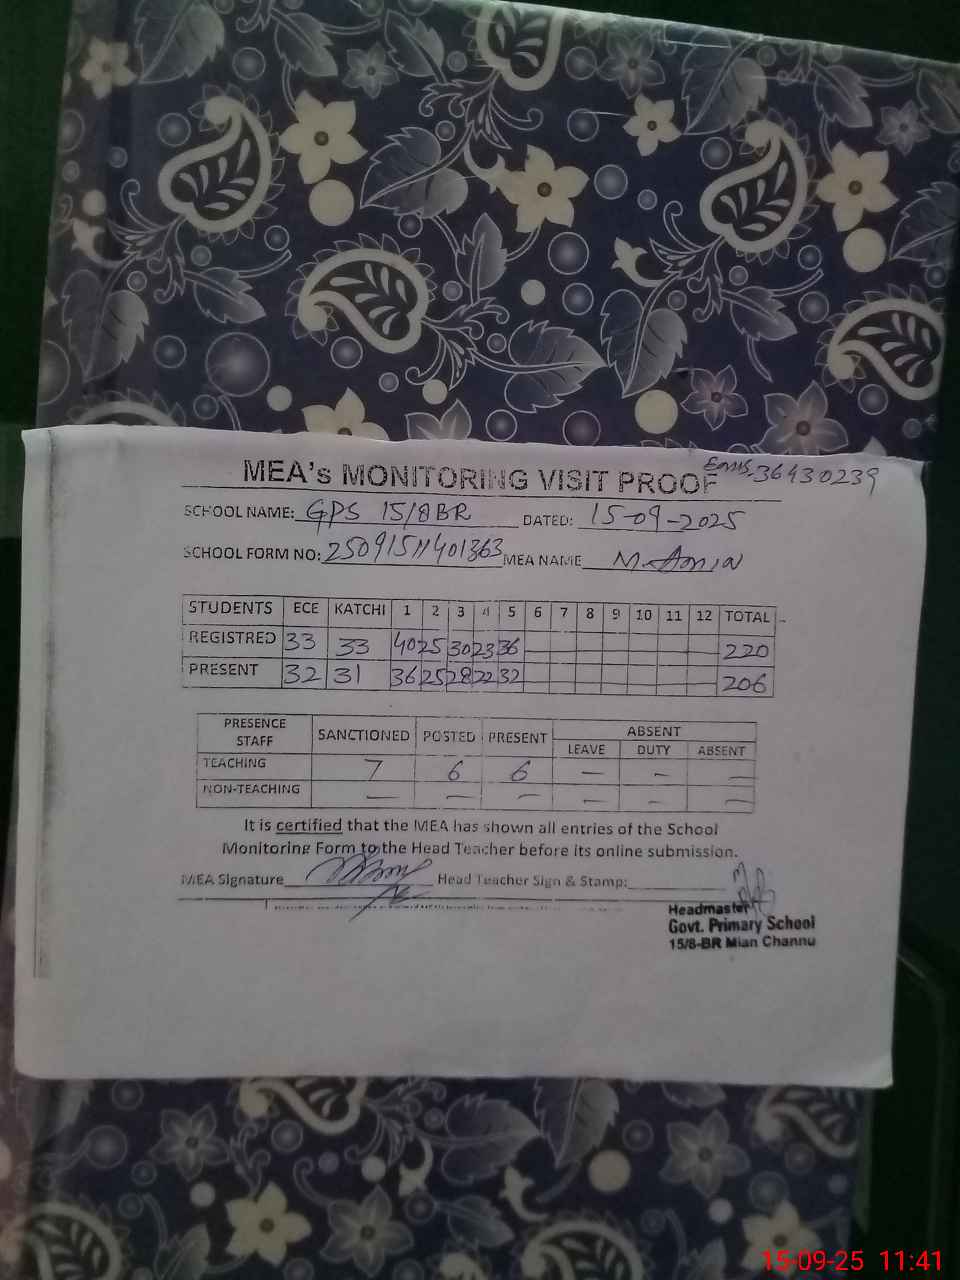 MEA's MONITORING VISIT PROOF
Emis. 36430239
SCHOOL NAME: GPS 15/8BR DATED: 15-09-2025
SCHOOL FORM NO: 25091511401363 MEA NAME M. Amin
STUDENTS ECE KATCHI 1 2 3 4 5 6 7 8 9 10 11 12 TOTAL
REGISTRED 33 33 40 25 30 23 36 220
PRESENT 32 31 36 25 28 22 32 206
PRESENCE STAFF SANCTIONED POSTED PRESENT ABSENT
LEAVE DUTY ABSENT
TEACHING 7 6 6 — — —
NON-TEACHING — — — — — —
It is certified that the MEA has shown all entries of the School
Monitoring Form to the Head Teacher before its online submission.
MEA Signature Head Teacher Sign & Stamp:
Headmaster
Govt. Primary School
15/8-BR Mian Channu
15-09-25 11:41